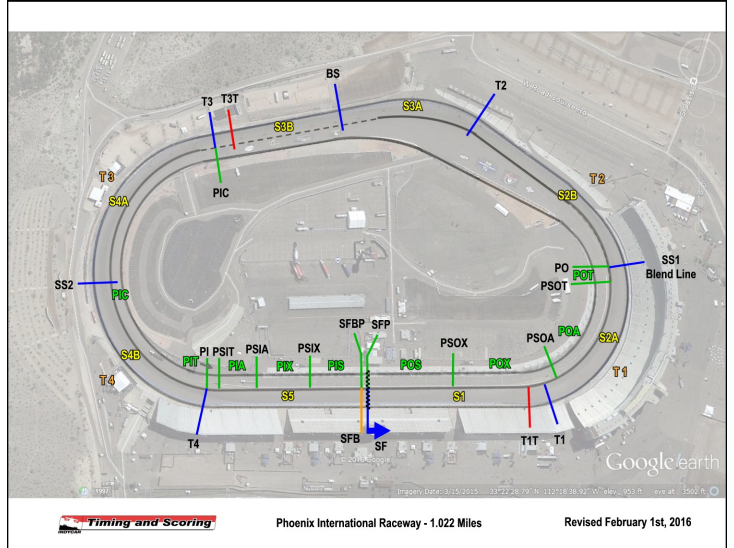 BS
T2
T3
T3T
S3A
S3B
T 3
PIC
T 2
S4A
S2B
SS2
PIC
PO
POT
PSOT
SS1
Blend Line
S2A
S4B
SFBP
SFP
PI
PSIT
PSIA
PSIX
PSOX
PSOA
POA
PIT
PIA
PIX
PIS
POS
POX
T 4
T 1
S5
S1
T4
SFB
SF
T1T
T1
© 2015 Google
Google earth
1997
Imagery Date: 3/15/2015 33°22'28.79" N 112°18'38.92" W elev 953 ft eye at 3502 ft
INDYCAR
Timing and Scoring
Phoenix International Raceway - 1.022 Miles
Revised February 1st, 2016